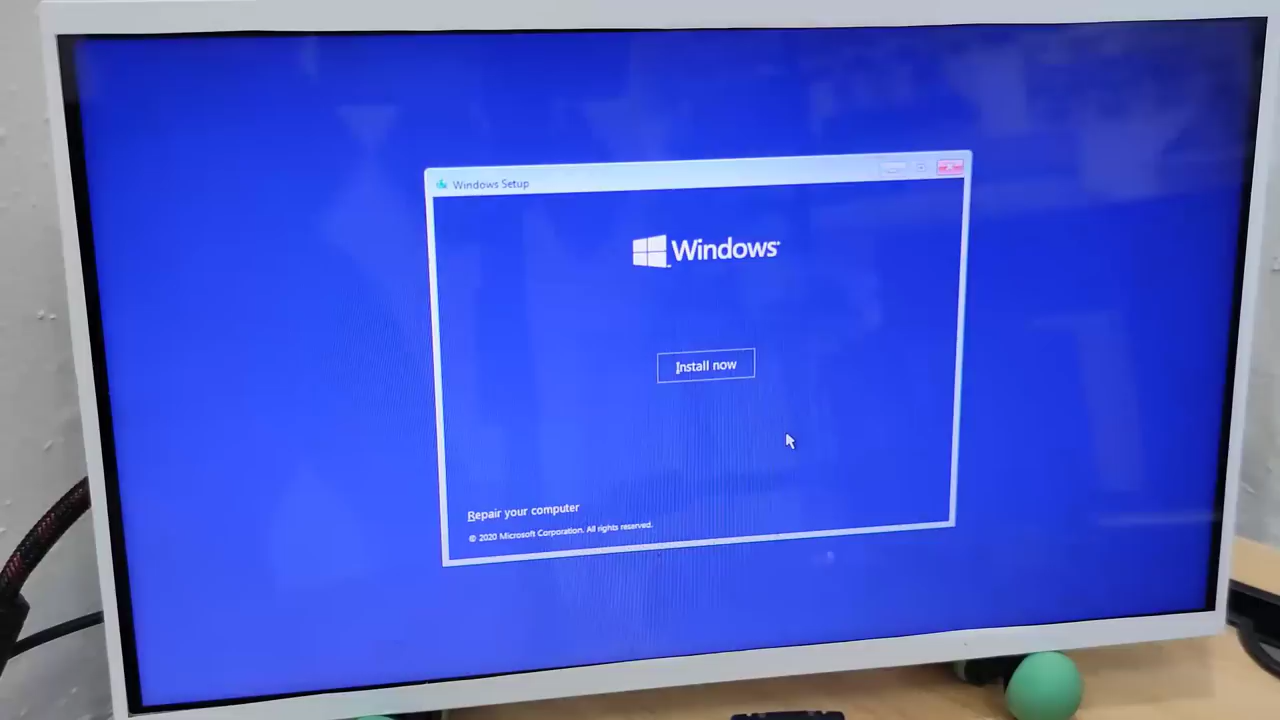 Windows Setup
Windows
Install now
Repair your computer
© 2020 Microsoft Corporation. All rights reserved.